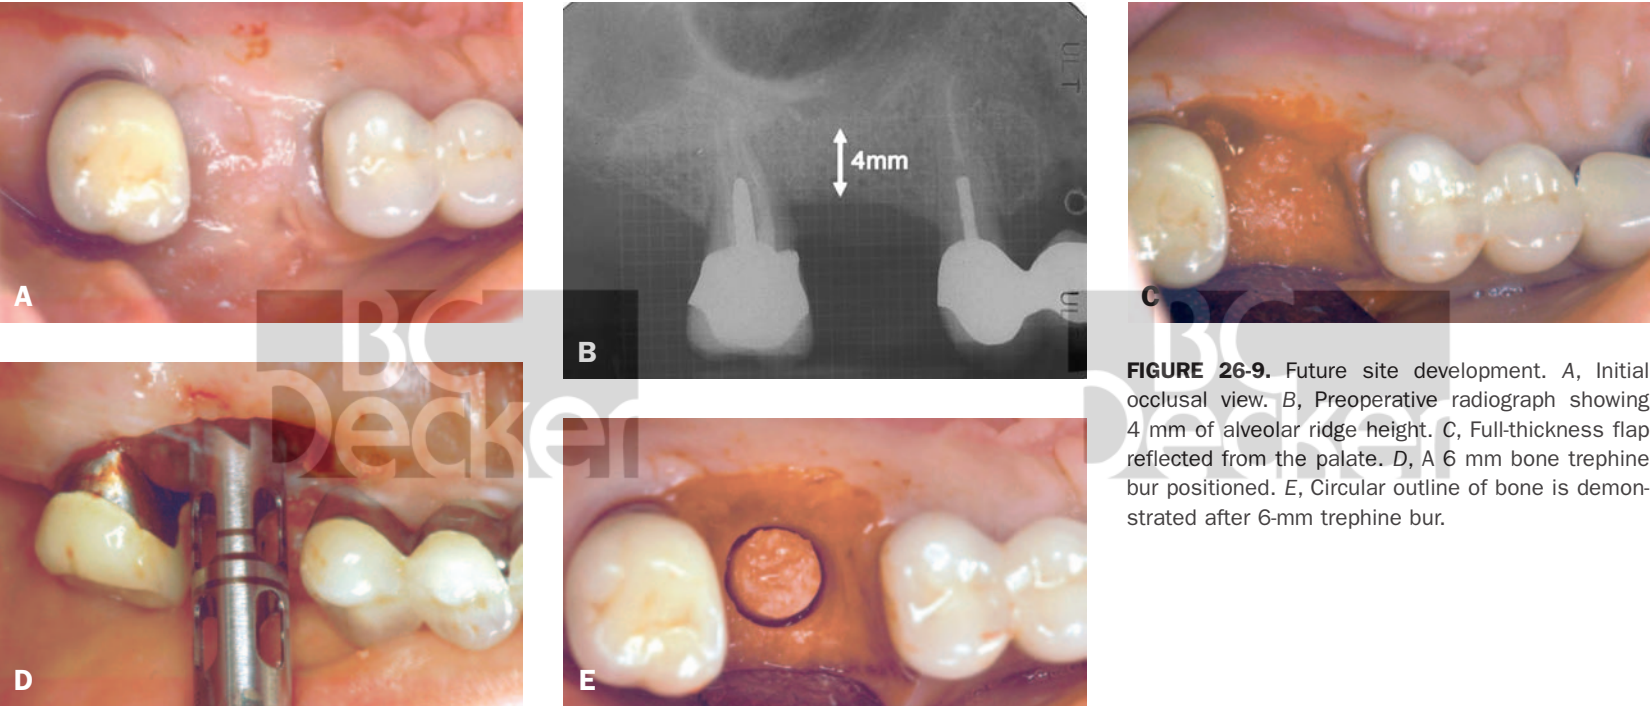 A
B
4mm
ULT
UL
C
D
E
BC
Decker
BC
Decker
FIGURE 26-9. Future site development. A, Initial
occlusal view. B, Preoperative radiograph showing
4 mm of alveolar ridge height. C, Full-thickness flap
reflected from the palate. D, A 6 mm bone trephine
bur positioned. E, Circular outline of bone is demon-
strated after 6-mm trephine bur.